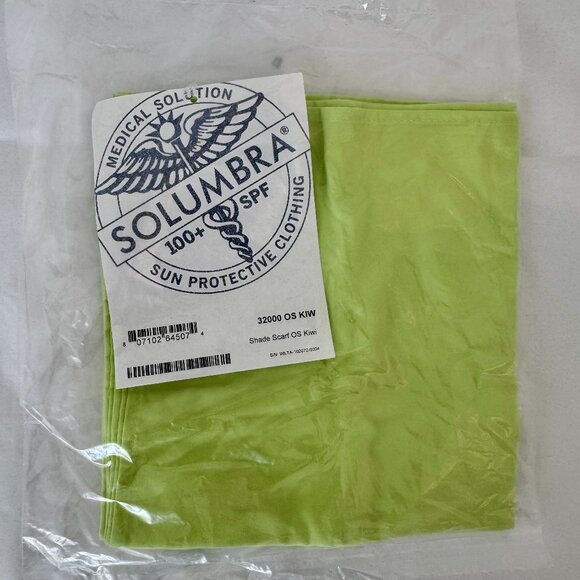 MEDICAL SOLUTION
SOLUMBRA®
100+ SPF
SUN PROTECTIVE CLOTHING
32000 OS KIW
8 07102 64507 4
Shade Scarf OS Kiwi